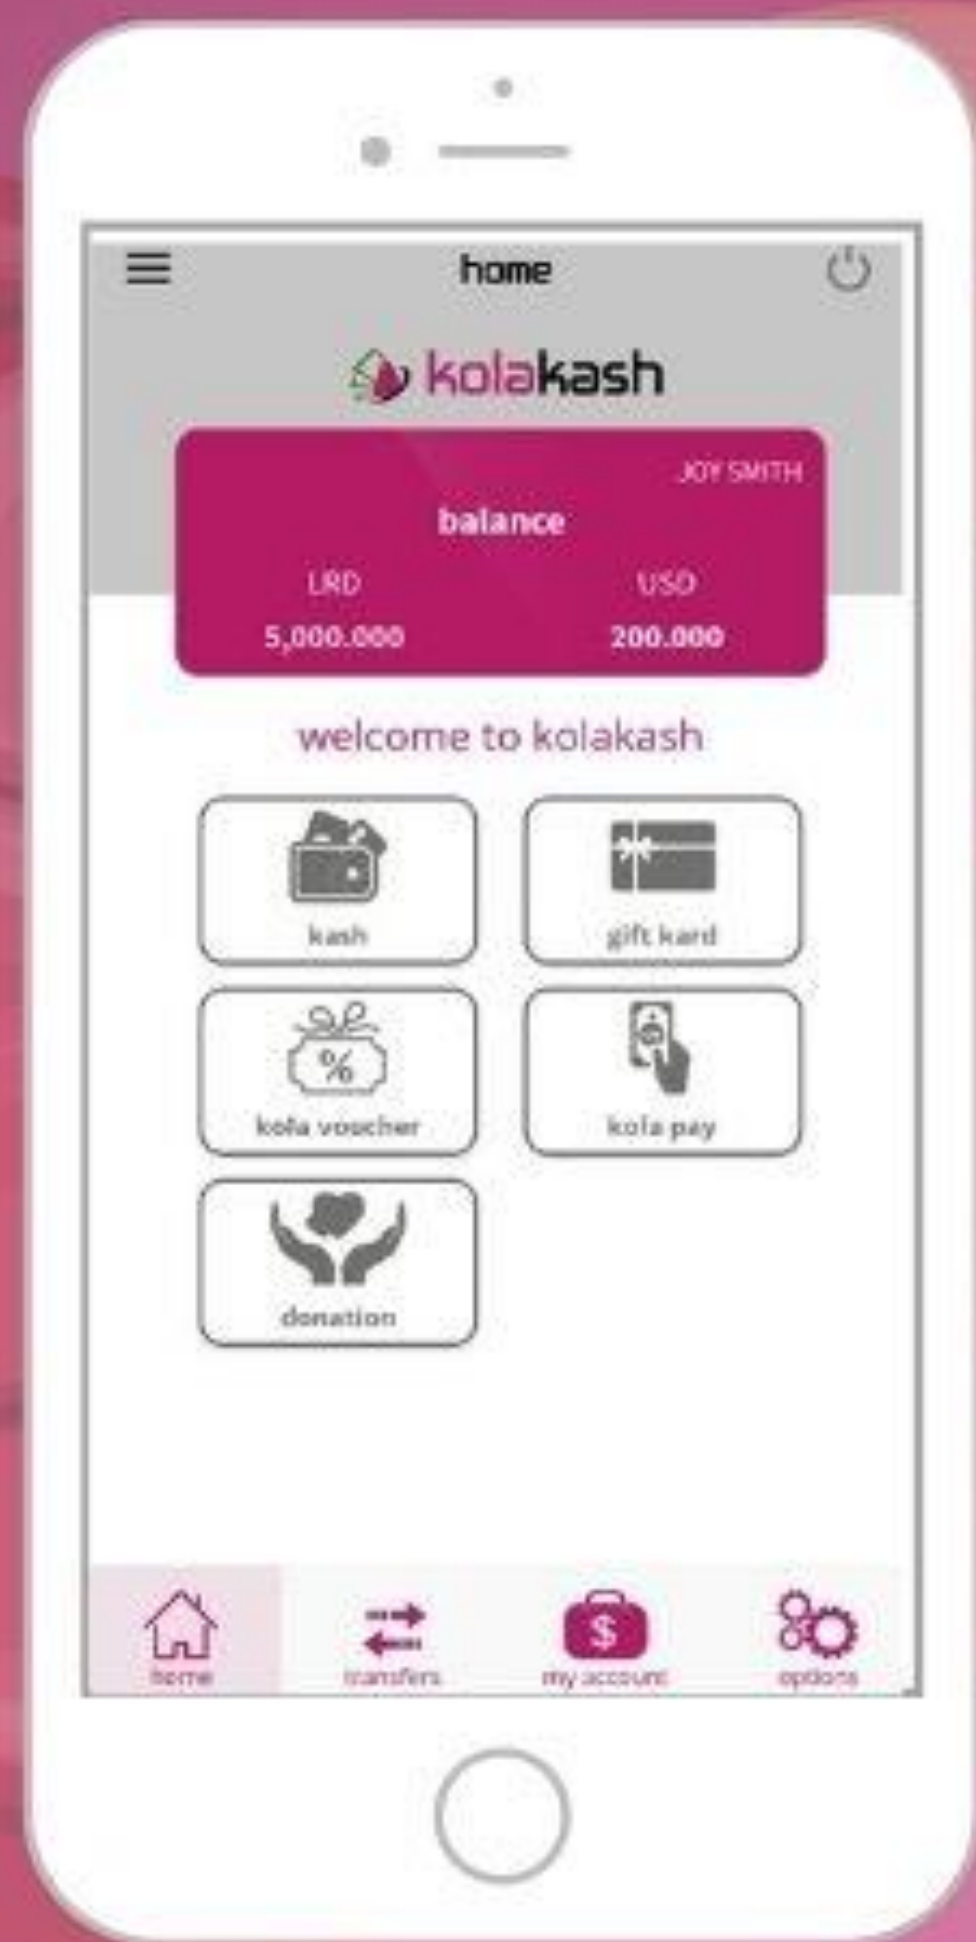 home
kolakash
JOY SMITH
balance
LRD USD
5,000.000 200.000
welcome to kolakash
kash gift kard
%
kola voucher kola pay
donation
$
home transfers my account options